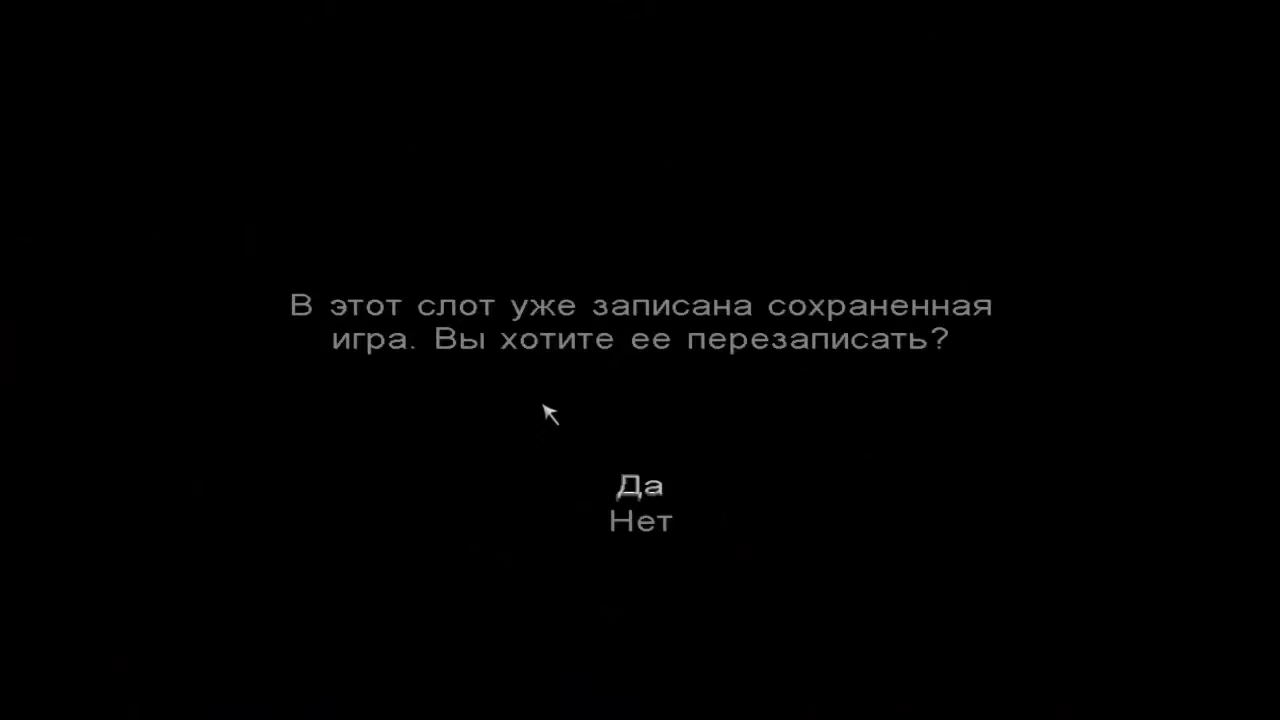 В этот слот уже записана сохраненная
игра. Вы хотите ее перезаписать?
Да
Нет